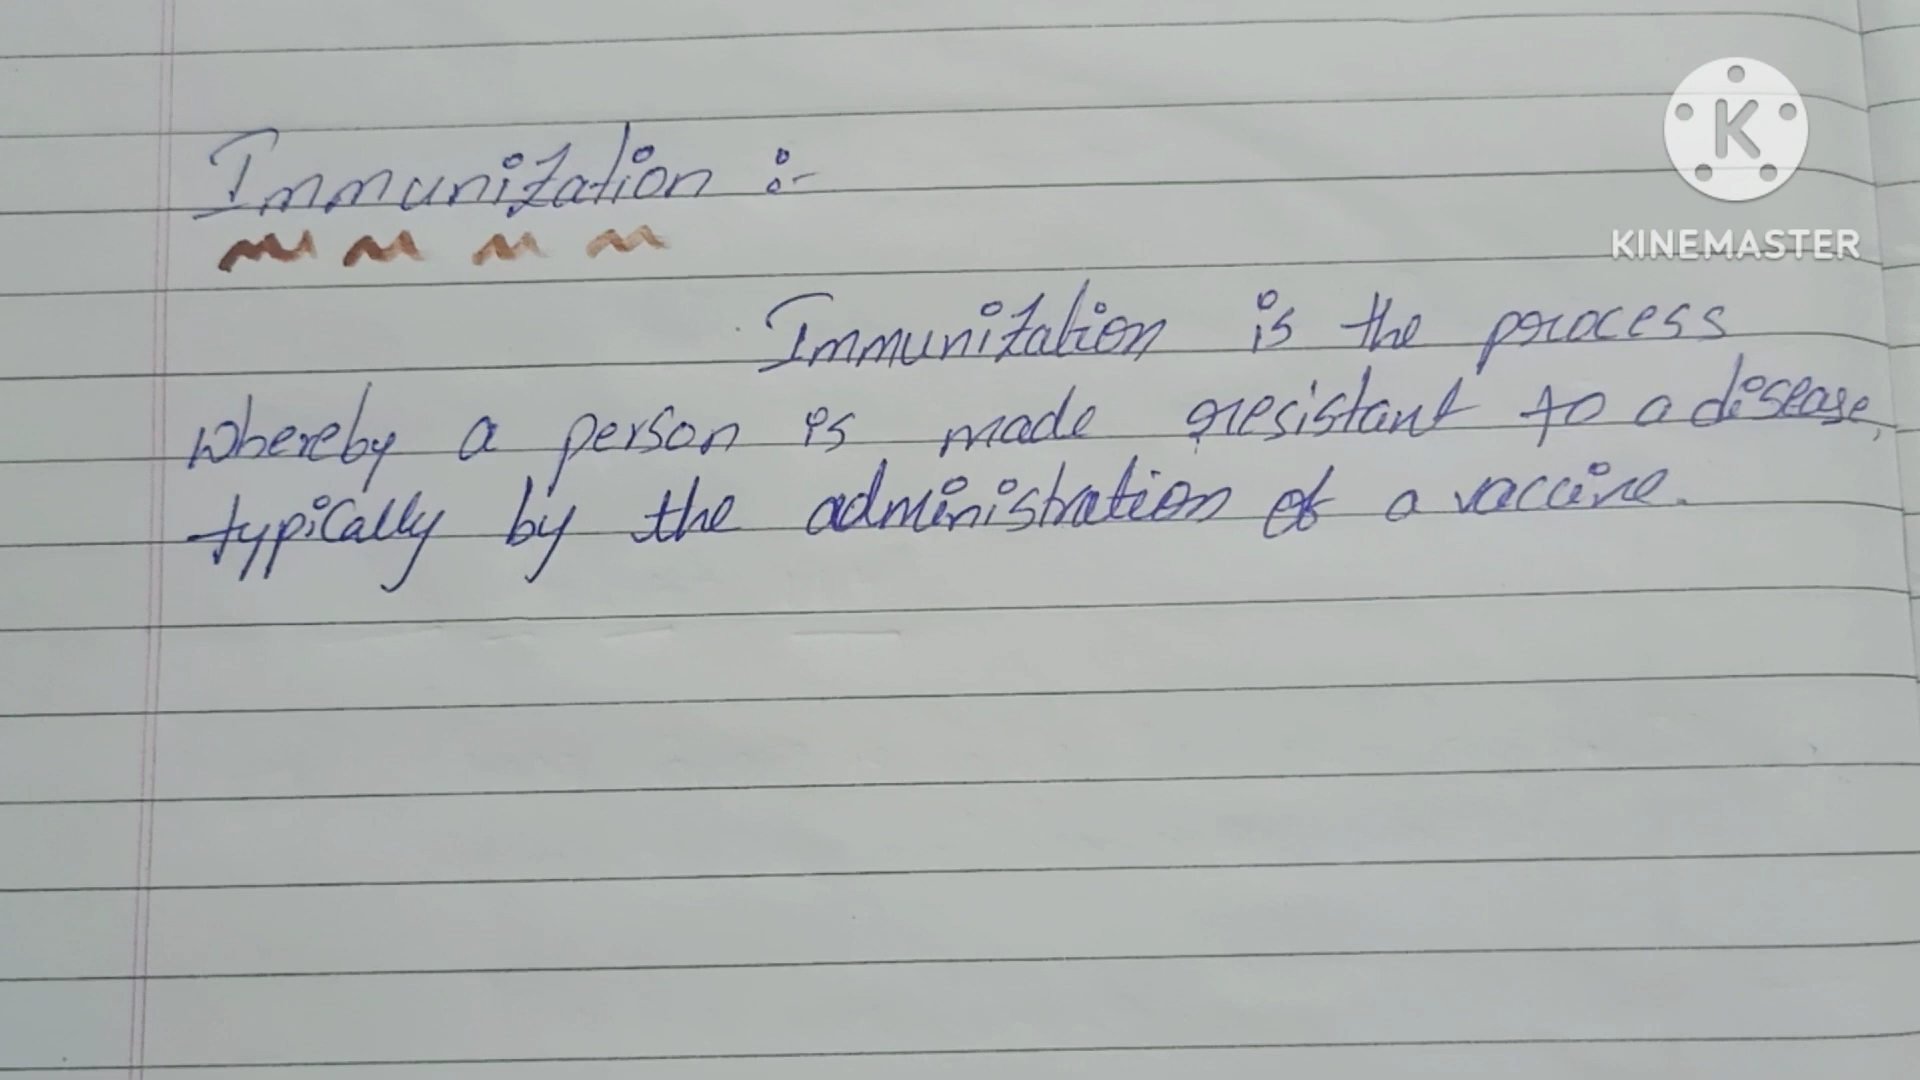 Immunization :-
K
KINEMASTER
Immunization is the process
whereby a person is made resistant to a disease,
typically by the administration of a vaccine.